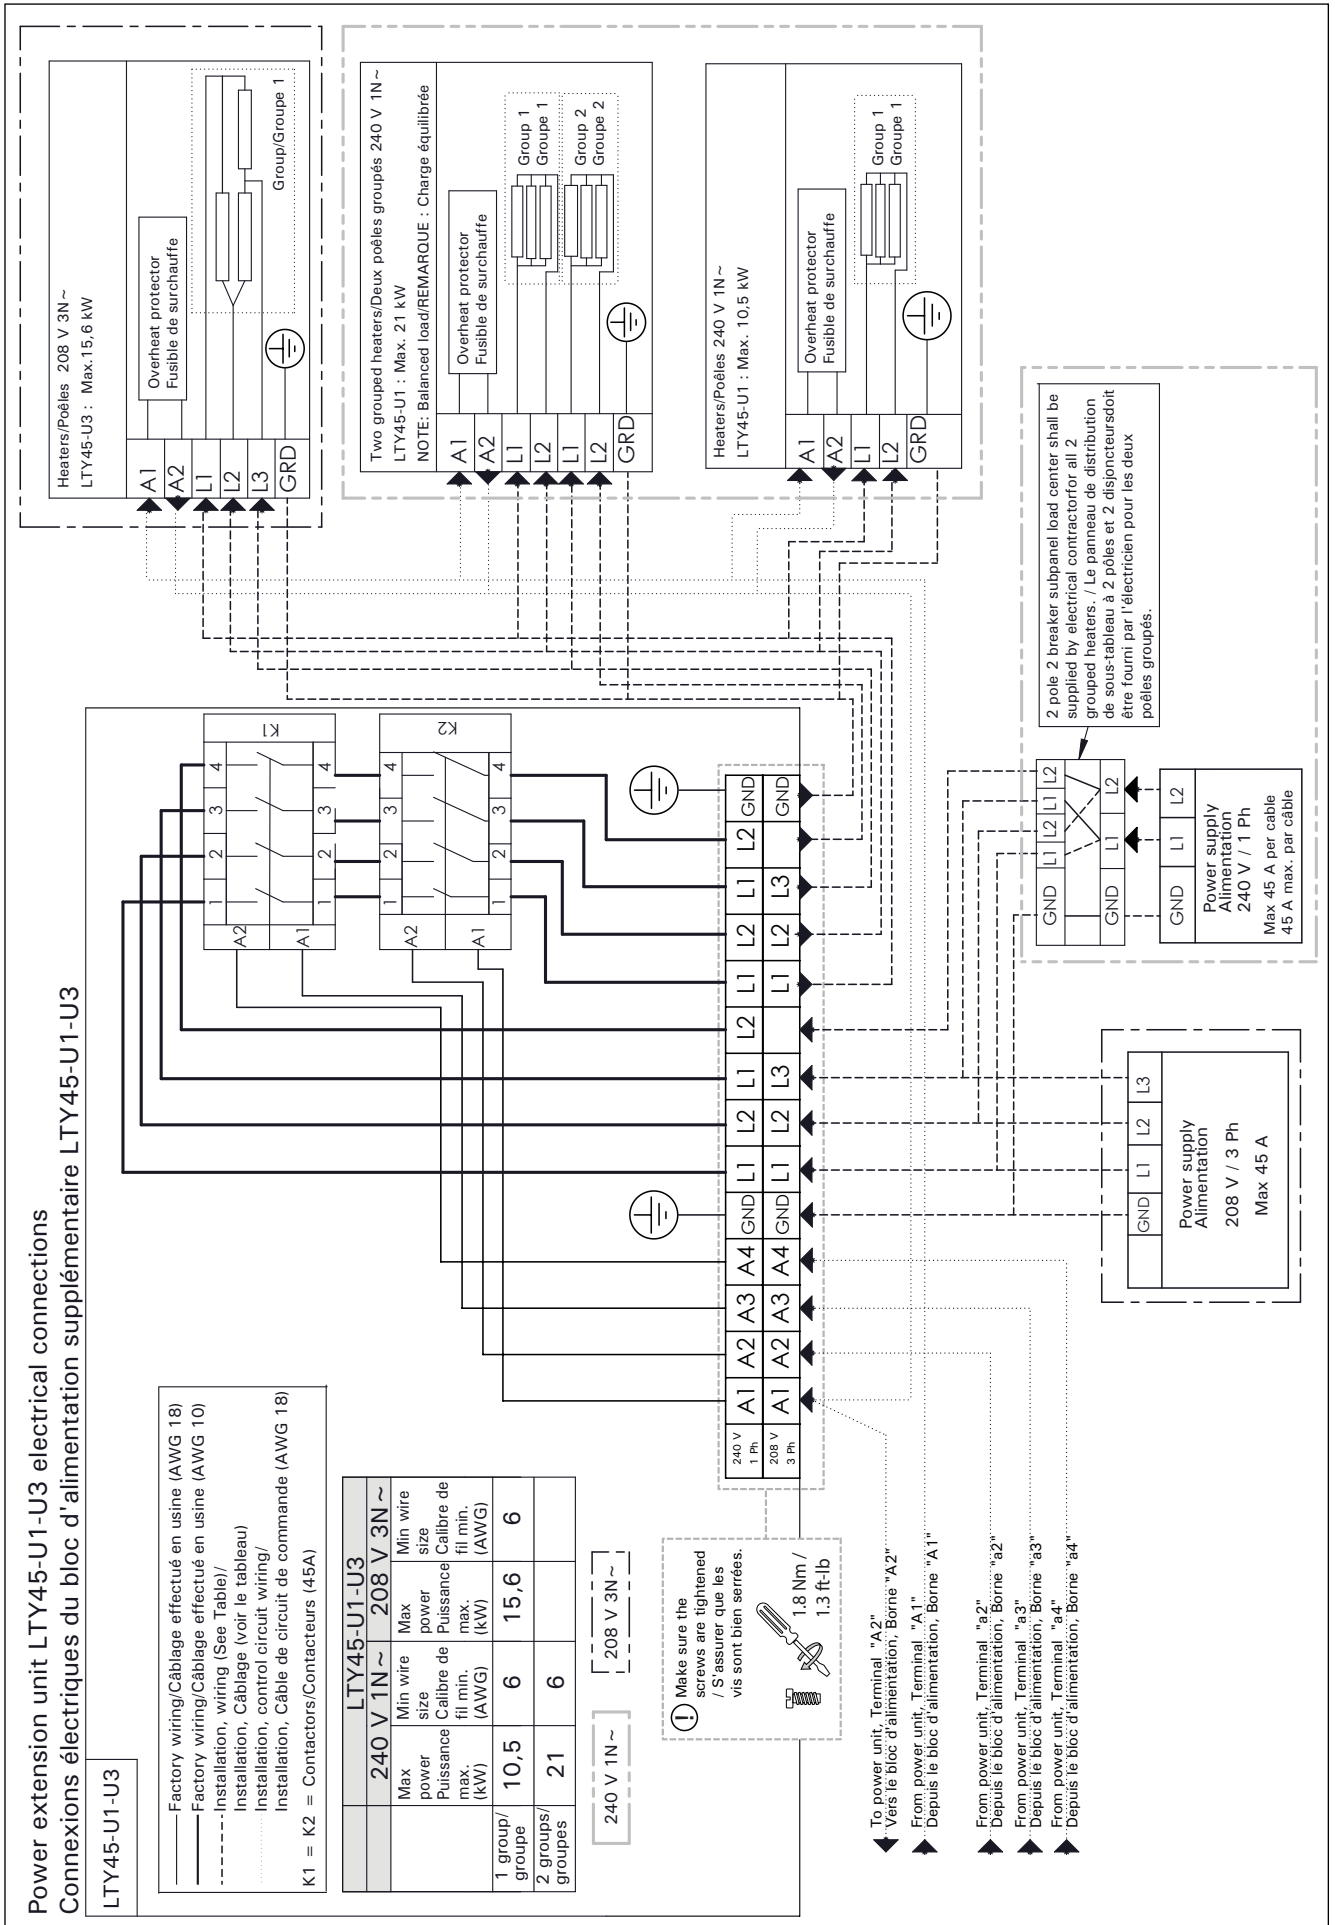 Power extension unit LTY45-U1-U3 electrical connections
Connexions électriques du bloc d'alimentation supplémentaire LTY45-U1-U3
LTY45-U1-U3
Factory wiring/Câblage effectué en usine (AWG 18)
Factory wiring/Câblage effectué en usine (AWG 10)
Installation, wiring (See Table)/
Installation, Câblage (voir le tableau)
Installation, control circuit wiring/
Installation, Câble de circuit de commande (AWG 18)
K1 = K2 = Contactors/Contacteurs (45A)
LTY45-U1-U3
240 V 1N~ 208 V 3N~
Max power Puissance max. (kW)
Min wire size Calibre de fil min. (AWG)
Max power Puissance max. (kW)
Min wire size Calibre de fil min. (AWG)
1 group/ groupe 10,5 6 15,6 6
2 groups/ groupes 21 6
240 V 1N~
208 V 3N~
Make sure the
screws are tightened
/ S'assurer que les
vis sont bien serrées.
1.8 Nm /
1.3 ft-lb
K1
1 2 3 4
A2
A1
1 2 3 4
K2
1 2 3 4
A2
A1
1 2 3 4
240 V 1 Ph A1 A2 A3 A4 GND L1 L2 L1 L2 L1 L2 L1 L2 GND
208 V 3 Ph A1 A2 A3 A4 GND L1 L2 L3 L1 L2 L3 GND
To power unit, Terminal "A2"
Vers le bloc d'alimentation, Borne "A2"
From power unit, Terminal "A1"
Depuis le bloc d'alimentation, Borne "A1"
From power unit, Terminal "a2"
Depuis le bloc d'alimentation, Borne "a2"
From power unit, Terminal "a3"
Depuis le bloc d'alimentation, Borne "a3"
From power unit, Terminal "a4"
Depuis le bloc d'alimentation, Borne "a4"
GND L1 L2 L3
Power supply
Alimentation
208 V / 3 Ph
Max 45 A
GND L1 L2 L1 L2
GND L1 L2
GND L1 L2
Power supply
Alimentation
240 V / 1 Ph
Max 45 A per cable
45 A max. par câble
2 pole 2 breaker subpanel load center shall be
supplied by electrical contractorfor all 2
grouped heaters. / Le panneau de distribution
de sous-tableau à 2 pôles et 2 disjoncteursdoit
être fourni par l'électricien pour les deux
poêles groupés.
Heaters/Poêles 208 V 3N~
LTY45-U3 : Max.15,6 kW
A1
A2
L1
L2
L3
GRD
Overheat protector
Fusible de surchauffe
Group/Groupe 1
Two grouped heaters/Deux poêles groupés 240 V 1N~
LTY45-U1 : Max. 21 kW
NOTE: Balanced load/REMARQUE : Charge équilibrée
A1
A2
L1
L2
L1
L2
GRD
Overheat protector
Fusible de surchauffe
Group 1
Groupe 1
Group 2
Groupe 2
Heaters/Poêles 240 V 1N~
LTY45-U1 : Max. 10,5 kW
A1
A2
L1
L2
GRD
Overheat protector
Fusible de surchauffe
Group 1
Groupe 1